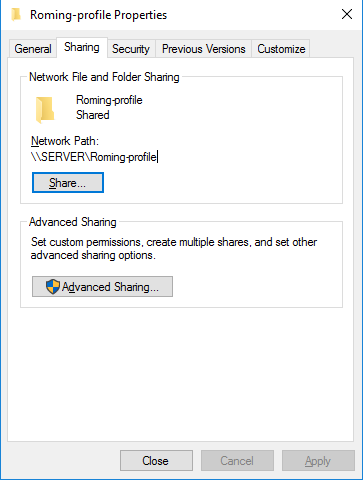 Roming-profile Properties
General
Sharing
Security
Previous Versions
Customize
Network File and Folder Sharing
Roming-profile
Shared
Network Path:
\\SERVER\Roming-profile
Share...
Advanced Sharing
Set custom permissions, create multiple shares, and set other
advanced sharing options.
Advanced Sharing...
Close
Cancel
Apply